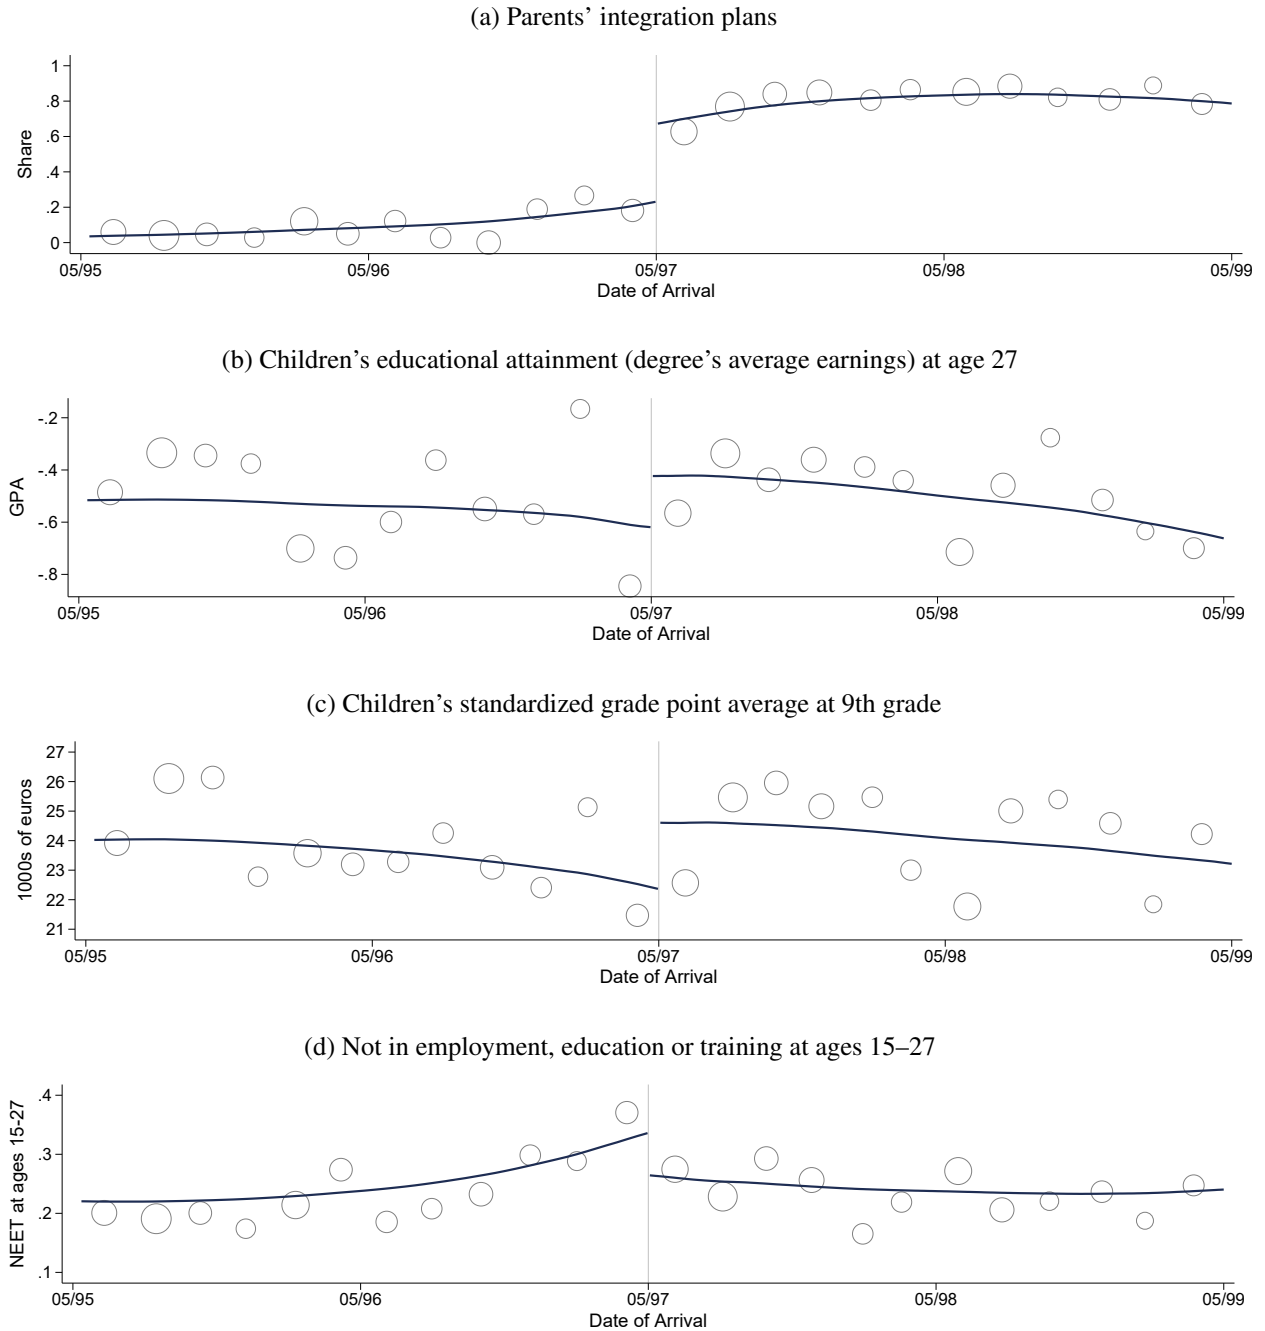 (a) Parents’ integration plans
1
.8
.6
.4
.2
0
Share
05/95 05/96 05/97 05/98 05/99
Date of Arrival
(b) Children’s educational attainment (degree’s average earnings) at age 27
-.2
-.4
-.6
-.8
GPA
05/95 05/96 05/97 05/98 05/99
Date of Arrival
(c) Children’s standardized grade point average at 9th grade
27
26
25
24
23
22
21
1000s of euros
05/95 05/96 05/97 05/98 05/99
Date of Arrival
(d) Not in employment, education or training at ages 15–27
.4
.3
.2
.1
NEET at ages 15-27
05/95 05/96 05/97 05/98 05/99
Date of Arrival